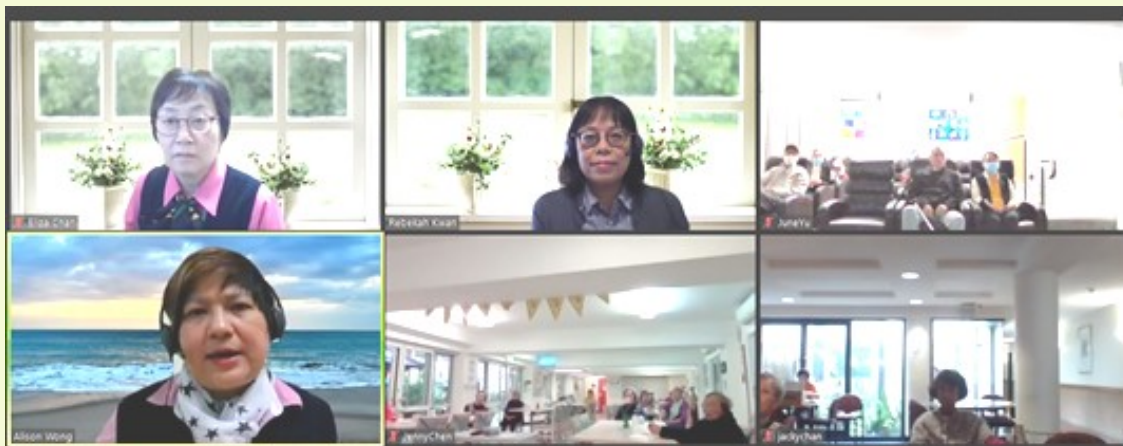 Eliza Chan
Rebekah Kwan
JuneYu
Alison Wong
JennyChen
jackychan